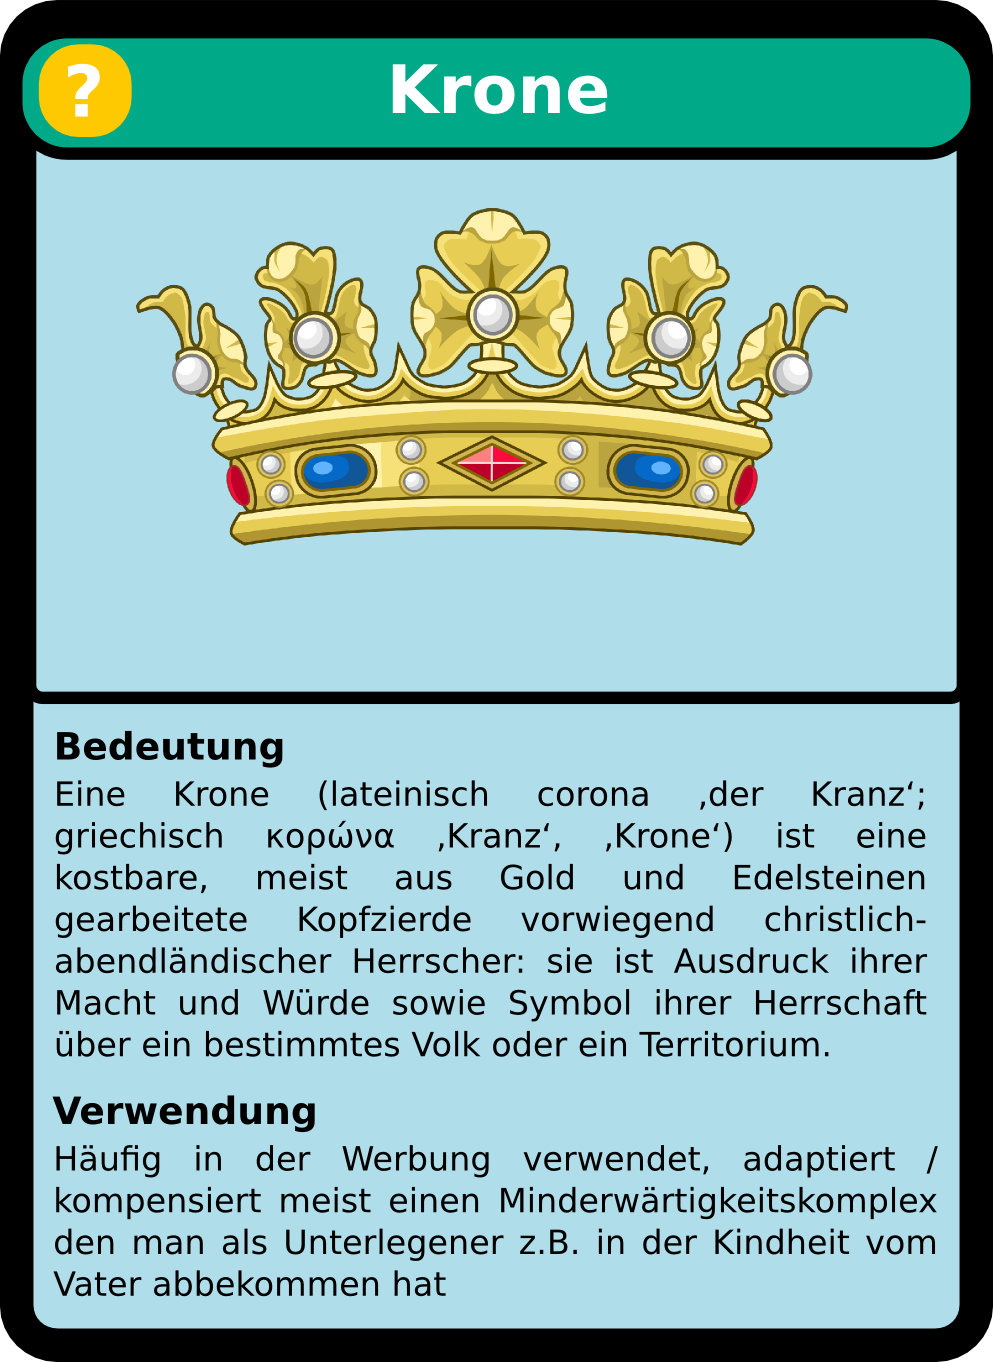 ?
Krone
Bedeutung
Eine Krone (lateinisch corona ‚der Kranz‘;
griechisch κορώνα ‚Kranz‘, ‚Krone‘) ist eine
kostbare, meist aus Gold und Edelsteinen
gearbeitete Kopfzierde vorwiegend christlich-
abendländischer Herrscher: sie ist Ausdruck ihrer
Macht und Würde sowie Symbol ihrer Herrschaft
über ein bestimmtes Volk oder ein Territorium.
Verwendung
Häufig in der Werbung verwendet, adaptiert /
kompensiert meist einen Minderwärtigkeitskomplex
den man als Unterlegener z.B. in der Kindheit vom
Vater abbekommen hat